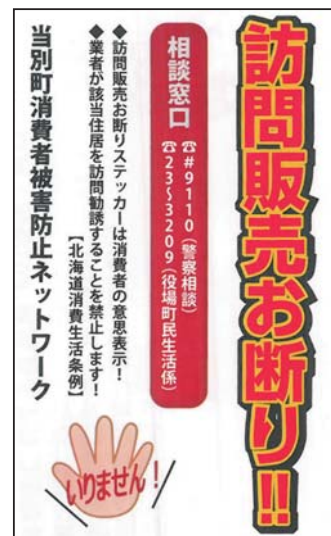 訪問販売お断り!!
相談窓口
☎#9110(警察相談)
☎23~3209(役場町民生活係)
◆訪問販売お断りステッカーは消費者の意思表示!
◆業者が該当住居を訪問勧誘することを禁止します!
【北海道消費生活条例】
当別町消費者被害防止ネットワーク
いりません!